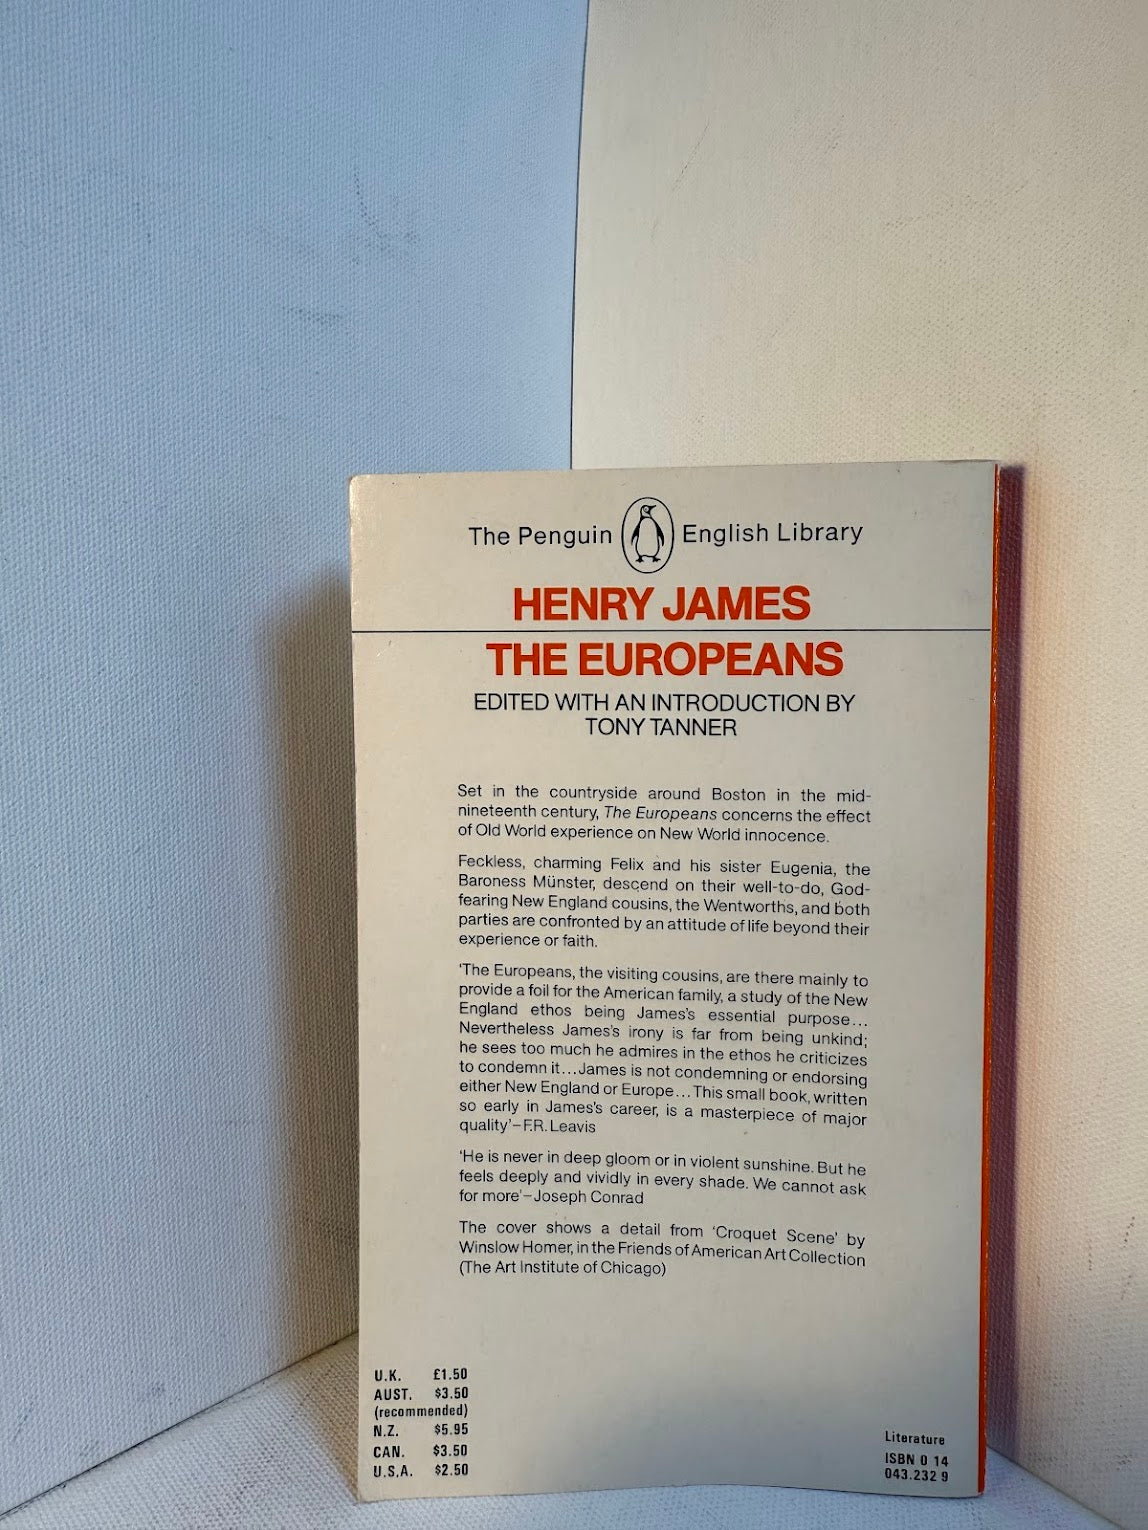 The Penguin English Library
HENRY JAMES
THE EUROPEANS
EDITED WITH AN INTRODUCTION BY
TONY TANNER
Set in the countryside around Boston in the mid-
nineteenth century, The Europeans concerns the effect
of Old World experience on New World innocence.
Feckless, charming Felix and his sister Eugenia, the
Baroness Münster, descend on their well-to-do, God-
fearing New England cousins, the Wentworths, and both
parties are confronted by an attitude of life beyond their
experience or faith.
'The Europeans, the visiting cousins, are there mainly to
provide a foil for the American family, a study of the New
England ethos being James's essential purpose...
Nevertheless James's irony is far from being unkind;
he sees too much he admires in the ethos he criticizes
to condemn it...James is not condemning or endorsing
either New England or Europe...This small book, written
so early in James's career, is a masterpiece of major
quality'–F.R. Leavis
'He is never in deep gloom or in violent sunshine. But he
feels deeply and vividly in every shade. We cannot ask
for more'–Joseph Conrad
The cover shows a detail from 'Croquet Scene' by
Winslow Homer, in the Friends of American Art Collection
(The Art Institute of Chicago)
U.K. £1.50
AUST. $3.50
(recommended)
N.Z. $5.95
CAN. $3.50
U.S.A. $2.50
Literature
ISBN 0 14
043.232 9